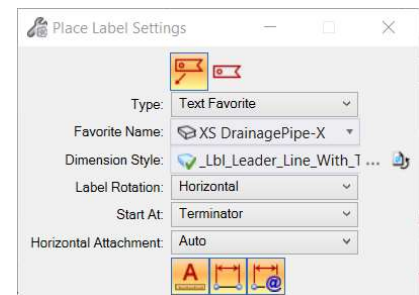 Place Label Settings
Type: Text Favorite
Favorite Name: XS DrainagePipe-X
Dimension Style: _Lbl_Leader_Line_With_T ...
Label Rotation: Horizontal
Start At: Terminator
Horizontal Attachment: Auto
A @